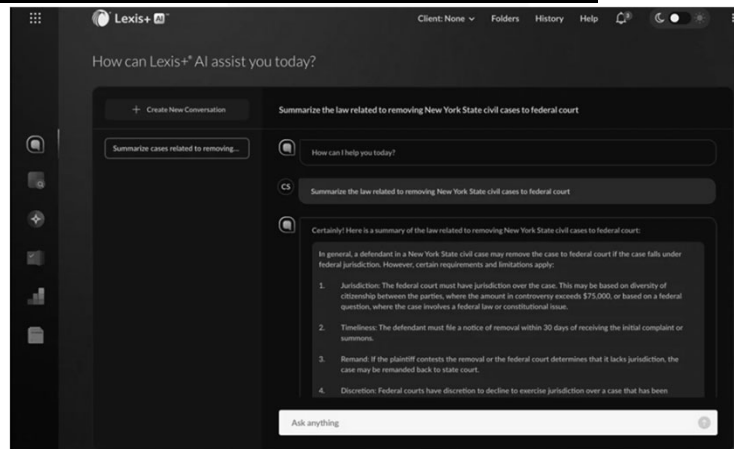 Lexis+ AI™
Client: None
Folders
History
Help
How can Lexis+® AI assist you today?
+ Create New Conversation
Summarize cases related to removing...
Summarize the law related to removing New York State civil cases to federal court
How can I help you today?
CS
Summarize the law related to removing New York State civil cases to federal court
Certainly! Here is a summary of the law related to removing New York State civil cases to federal court:
In general, a defendant in a New York State civil case may remove the case to federal court if the case falls under
federal jurisdiction. However, certain requirements and limitations apply:
1. Jurisdiction: The federal court must have jurisdiction over the case. This may be based on diversity of
citizenship between the parties, where the amount in controversy exceeds $75,000, or based on a federal
question, where the case involves a federal law or constitutional issue.
2. Timeliness: The defendant must file a notice of removal within 30 days of receiving the initial complaint or
summons.
3. Remand: If the plaintiff contests the removal or the federal court determines that it lacks jurisdiction, the
case may be remanded back to state court.
4. Discretion: Federal courts have discretion to decline to exercise jurisdiction over a case that has been
Ask anything